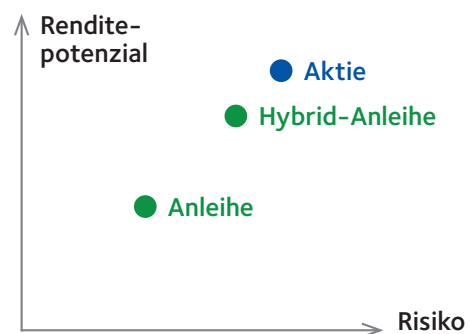 Rendite-
potenzial
Aktie
Hybrid-Anleihe
Anleihe
Risiko